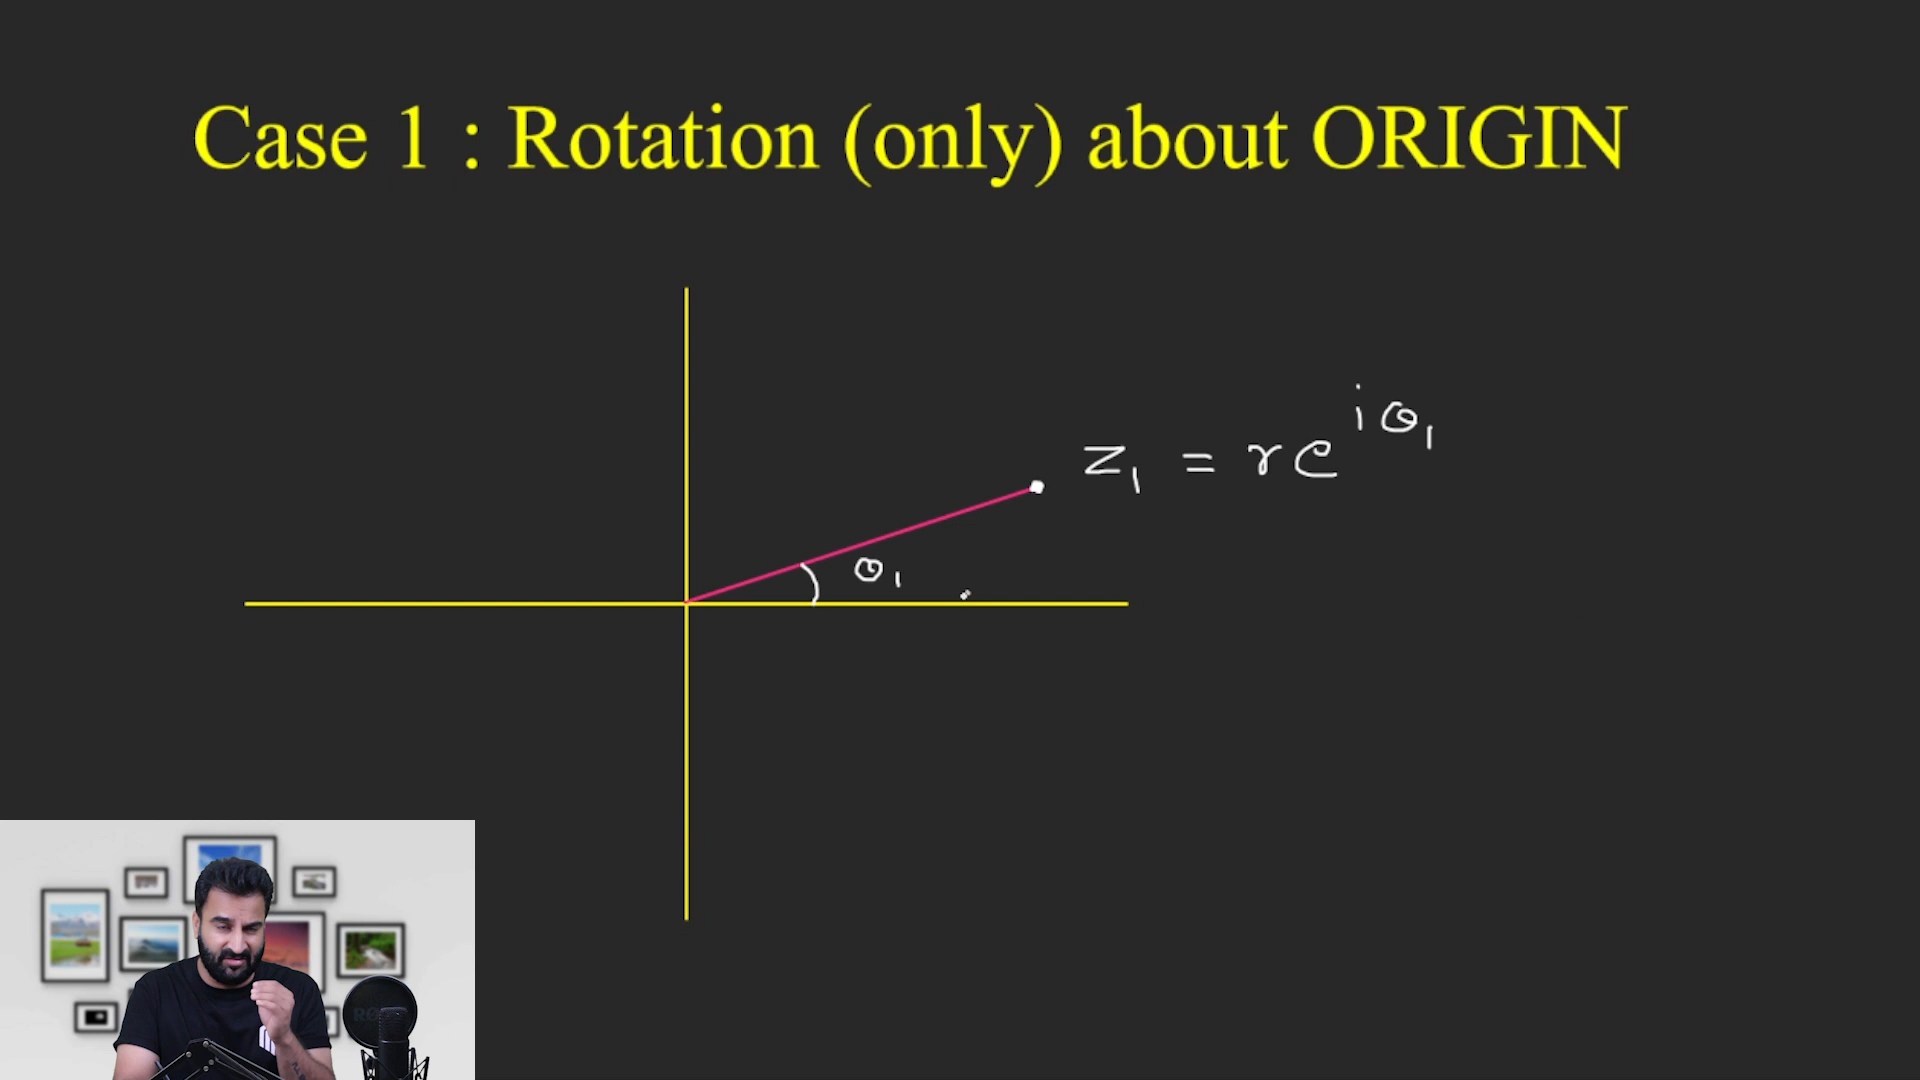 Case 1 : Rotation (only) about ORIGIN
z₁ = re^{iθ₁}
θ₁